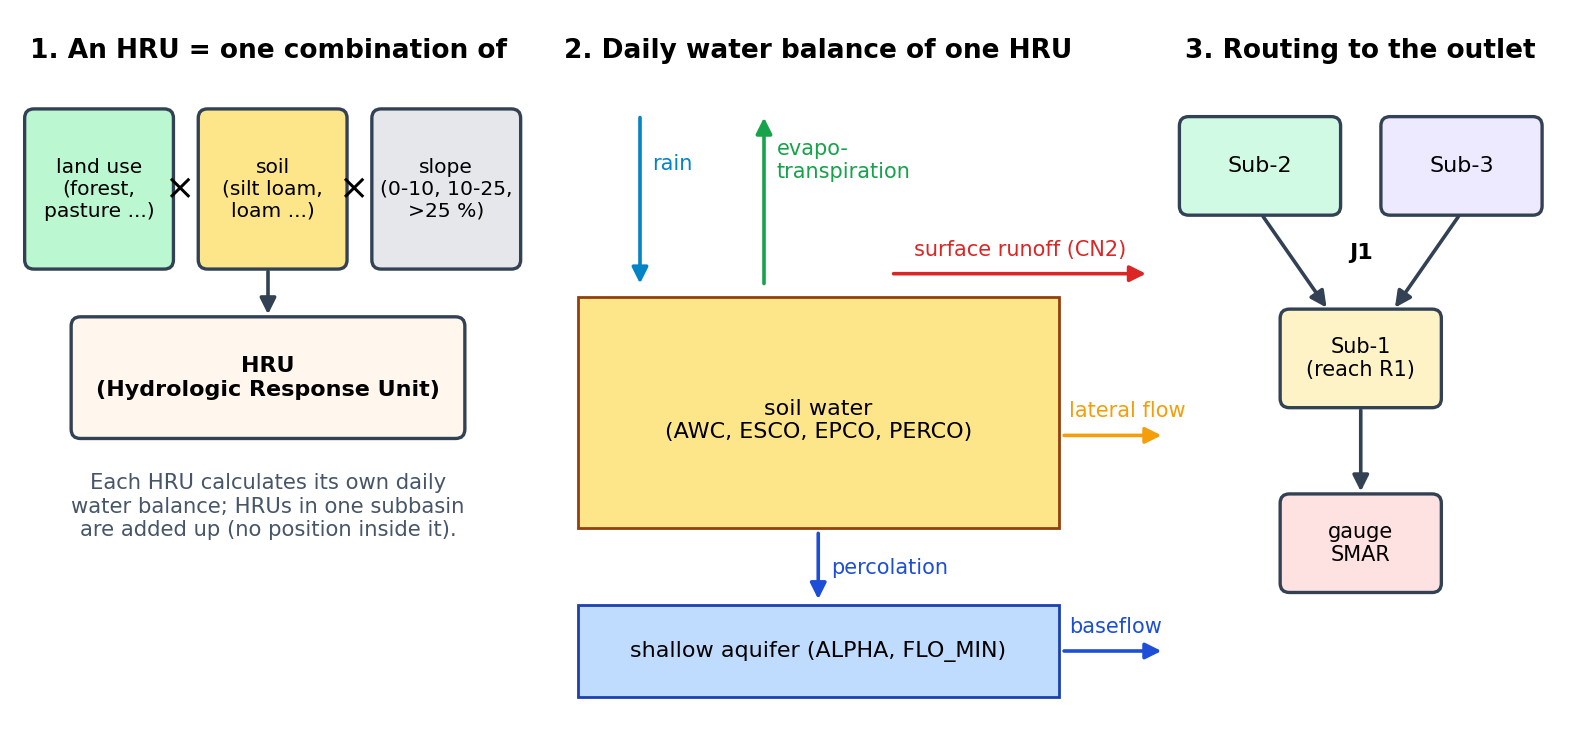 1. An HRU = one combination of
land use
(forest,
pasture ...)
×
soil
(silt loam,
loam ...)
×
slope
(0-10, 10-25,
>25 %)
HRU
(Hydrologic Response Unit)
Each HRU calculates its own daily
water balance; HRUs in one subbasin
are added up (no position inside it).
2. Daily water balance of one HRU
rain
evapo-
transpiration
surface runoff (CN2)
soil water
(AWC, ESCO, EPCO, PERCO)
lateral flow
percolation
shallow aquifer (ALPHA, FLO_MIN)
baseflow
3. Routing to the outlet
Sub-2
Sub-3
J1
Sub-1
(reach R1)
gauge
SMAR